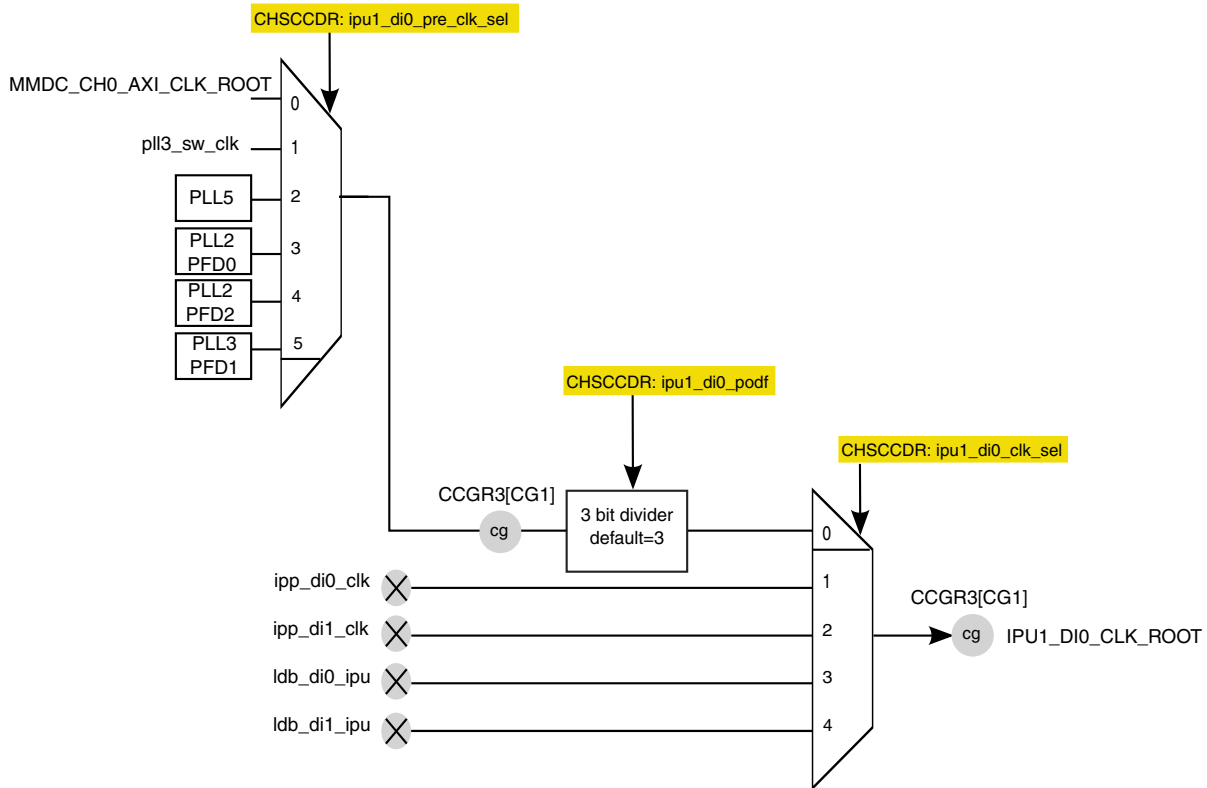 CHSCCDR: ipu1_di0_pre_clk_sel
MMDC_CH0_AXI_CLK_ROOT
0
pll3_sw_clk
1
PLL5
2
PLL2
PFD0
3
PLL2
PFD2
4
PLL3
PFD1
5
CHSCCDR: ipu1_di0_podf
CHSCCDR: ipu1_di0_clk_sel
CCGR3[CG1]
cg
3 bit divider
default=3
0
ipp_di0_clk
1
ipp_di1_clk
2
ldb_di0_ipu
3
ldb_di1_ipu
4
CCGR3[CG1]
cg
IPU1_DI0_CLK_ROOT